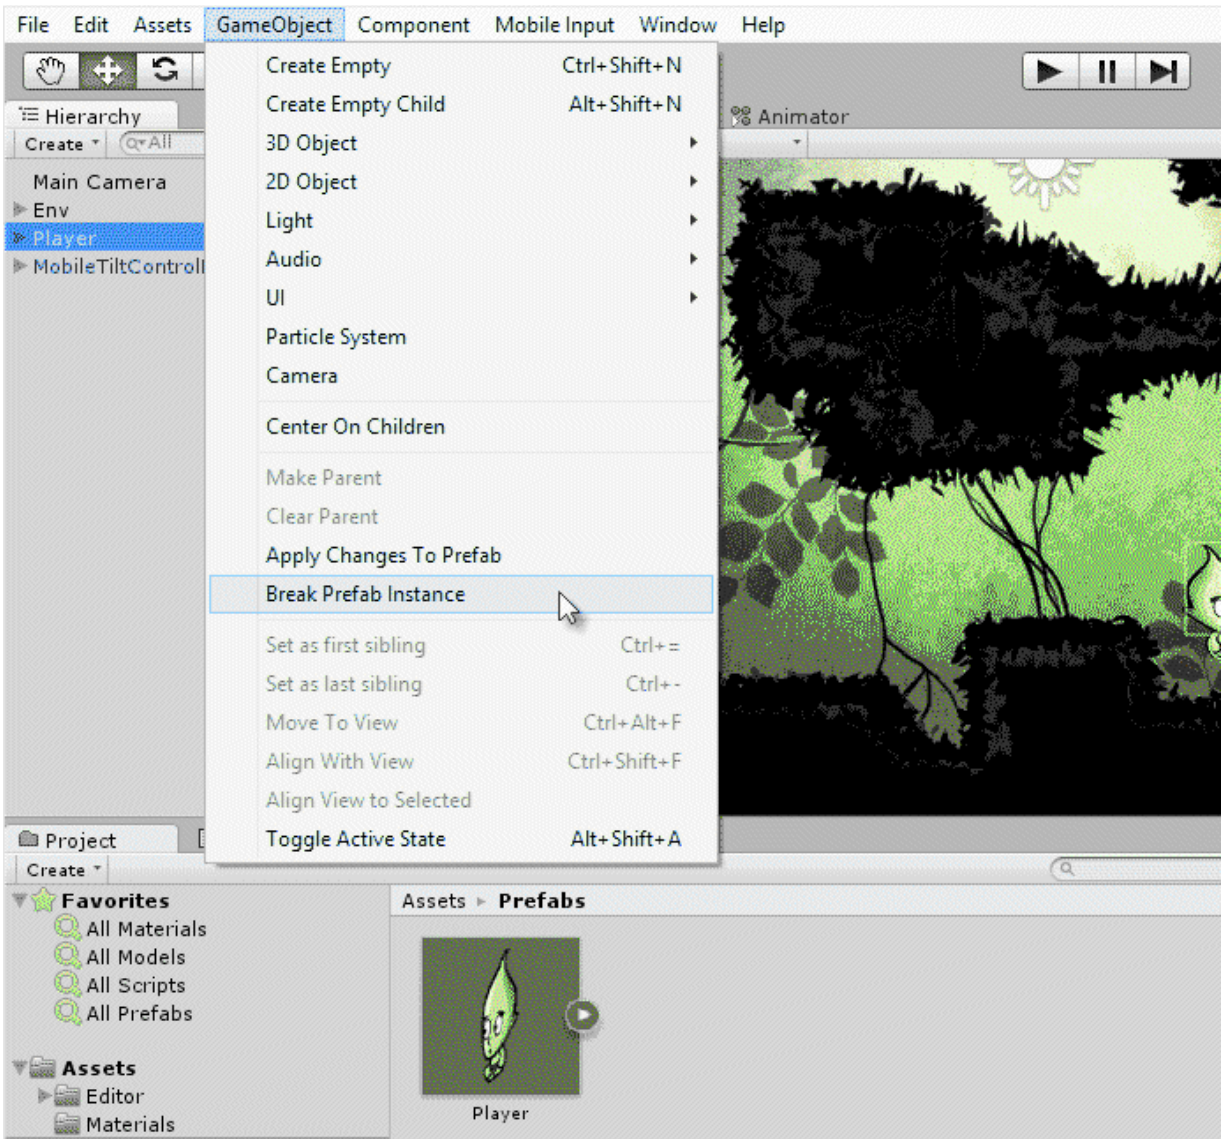 File Edit Assets GameObject Component Mobile Input Window Help
Create Empty Ctrl+Shift+N
Create Empty Child Alt+Shift+N
3D Object
2D Object
Light
Audio
UI
Particle System
Camera
Center On Children
Make Parent
Clear Parent
Apply Changes To Prefab
Break Prefab Instance
Set as first sibling Ctrl+=
Set as last sibling Ctrl+-
Move To View Ctrl+Alt+F
Align With View Ctrl+Shift+F
Align View to Selected
Toggle Active State Alt+Shift+A
Hierarchy
Create All
Main Camera
Env
Player
MobileTiltControl
Animator
Project
Create
Favorites
All Materials
All Models
All Scripts
All Prefabs
Assets
Editor
Materials
Assets Prefabs
Player